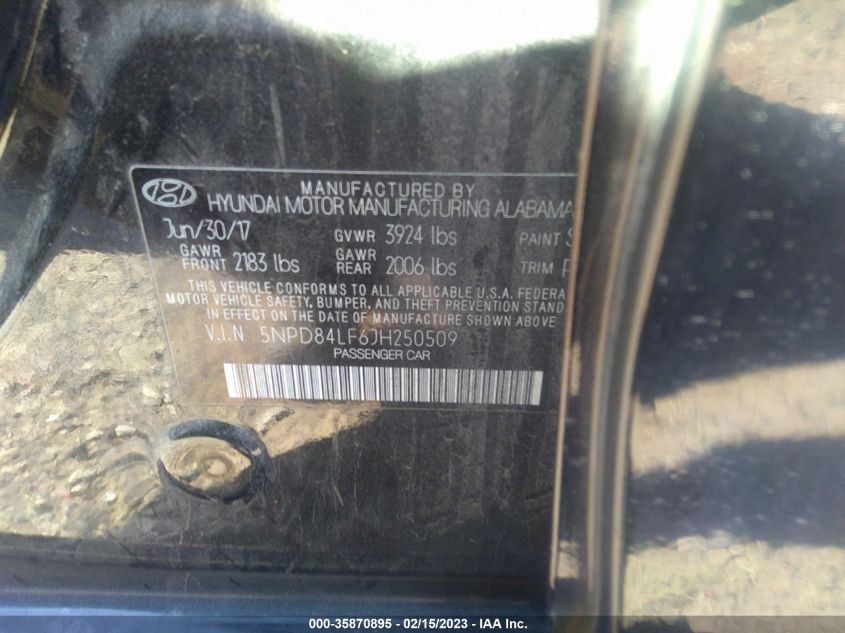 MANUFACTURED BY
HYUNDAI MOTOR MANUFACTURING ALABAMA
Jun/30/17 GVWR 3924 lbs PAINT
GAWR FRONT 2183 lbs GAWR REAR 2006 lbs TRIM
THIS VEHICLE CONFORMS TO ALL APPLICABLE U.S.A. FEDERA
MOTOR VEHICLE SAFETY, BUMPER, AND THEFT PREVENTION STAND
IN EFFECT ON THE DATE OF MANUFACTURE SHOWN ABOVE
V.I.N 5NPD84LF6JH250509
PASSENGER CAR
000-35870895 - 02/15/2023 - IAA Inc.